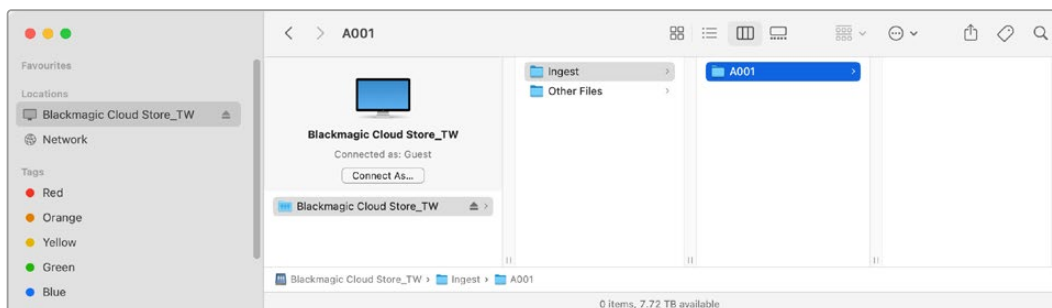 A001
Favourites
Locations
Blackmagic Cloud Store_TW
Network
Tags
Red
Orange
Yellow
Green
Blue
Blackmagic Cloud Store_TW
Connected as: Guest
Connect As...
Blackmagic Cloud Store_TW
Ingest
Other Files
A001
Blackmagic Cloud Store_TW › Ingest › A001
0 items, 7.72 TB available